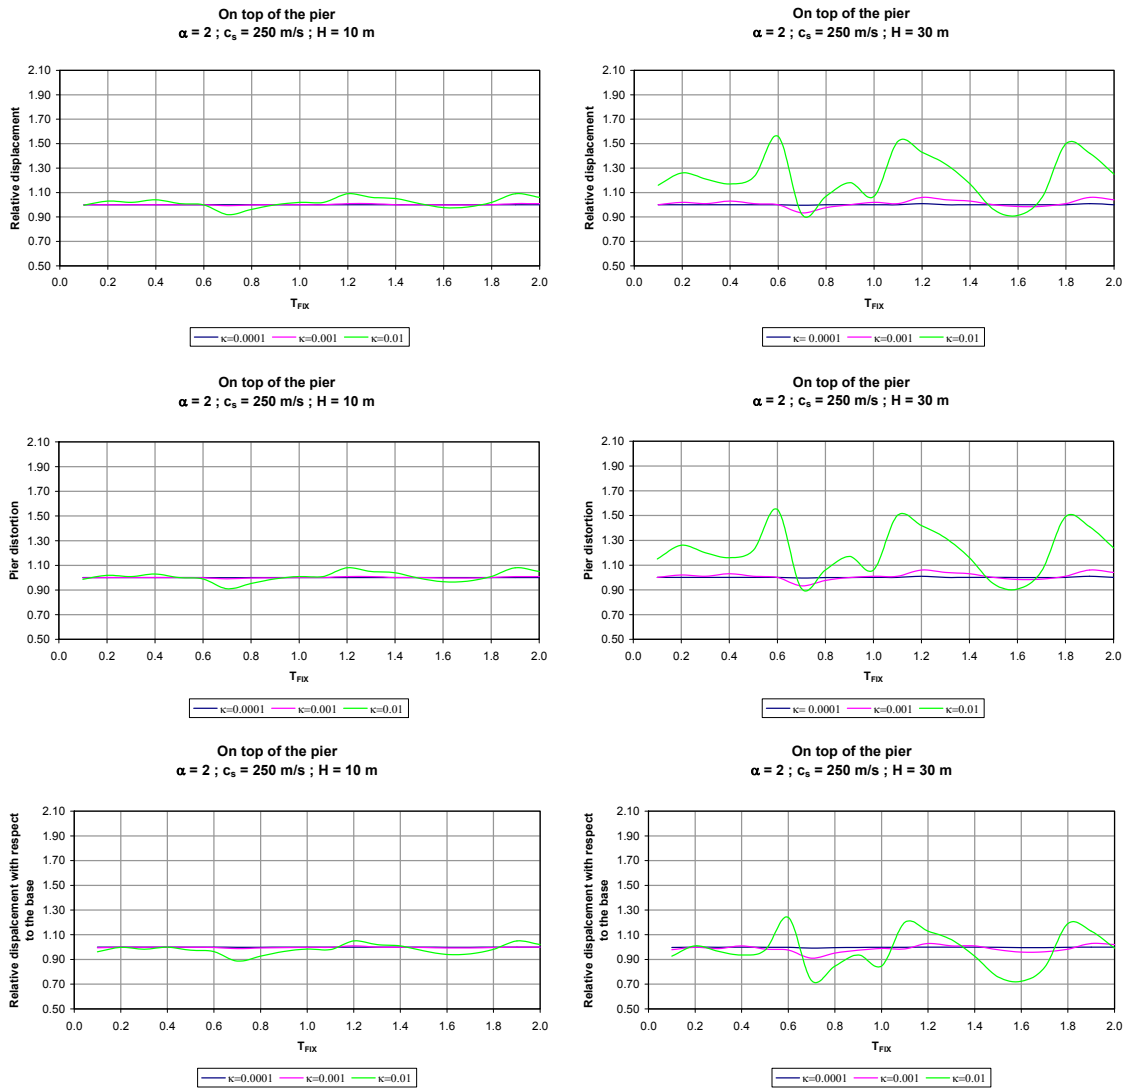 On top of the pier
α = 2 ; cs = 250 m/s ; H = 10 m
Relative displacement
2.10
1.90
1.70
1.50
1.30
1.10
0.90
0.70
0.50
0.0 0.2 0.4 0.6 0.8 1.0 1.2 1.4 1.6 1.8 2.0
TFIX
κ=0.0001 κ=0.001 κ=0.01
On top of the pier
α = 2 ; cs = 250 m/s ; H = 30 m
Relative displacement
2.10
1.90
1.70
1.50
1.30
1.10
0.90
0.70
0.50
0.0 0.2 0.4 0.6 0.8 1.0 1.2 1.4 1.6 1.8 2.0
TFIX
κ= 0.0001 κ=0.001 κ=0.01
On top of the pier
α = 2 ; cs = 250 m/s ; H = 10 m
Pier distortion
2.10
1.90
1.70
1.50
1.30
1.10
0.90
0.70
0.50
0.0 0.2 0.4 0.6 0.8 1.0 1.2 1.4 1.6 1.8 2.0
TFIX
κ=0.0001 κ=0.001 κ=0.01
On top of the pier
α = 2 ; cs = 250 m/s ; H = 30 m
Pier distortion
2.10
1.90
1.70
1.50
1.30
1.10
0.90
0.70
0.50
0.0 0.2 0.4 0.6 0.8 1.0 1.2 1.4 1.6 1.8 2.0
TFIX
κ= 0.0001 κ=0.001 κ=0.01
On top of the pier
α = 2 ; cs = 250 m/s ; H = 10 m
Relative dispalcement with respect
to the base
2.10
1.90
1.70
1.50
1.30
1.10
0.90
0.70
0.50
0.0 0.2 0.4 0.6 0.8 1.0 1.2 1.4 1.6 1.8 2.0
TFIX
κ=0.0001 κ=0.001 κ=0.01
On top of the pier
α = 2 ; cs = 250 m/s ; H = 30 m
Relative dispalcement with respect
to the base
2.10
1.90
1.70
1.50
1.30
1.10
0.90
0.70
0.50
0.0 0.2 0.4 0.6 0.8 1.0 1.2 1.4 1.6 1.8 2.0
TFIX
κ=0.0001 κ=0.001 κ=0.01